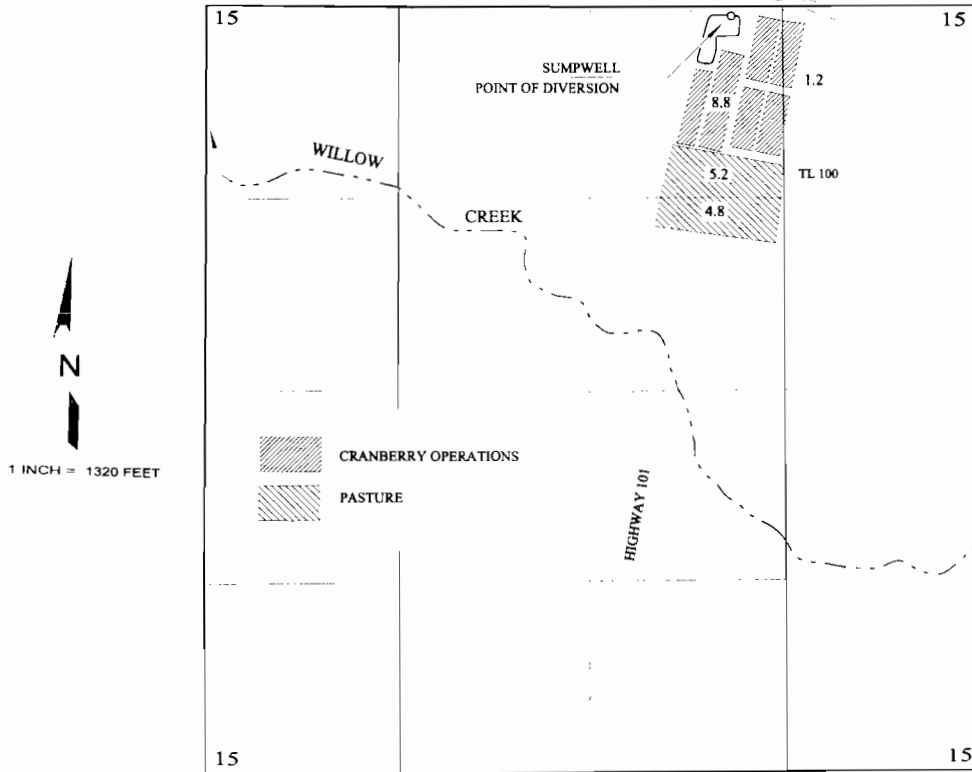 15
15
SUMPWELL
POINT OF DIVERSION
1.2
8.8
WILLOW
TL 100
5.2
CREEK
4.8
N
1 INCH = 1320 FEET
CRANBERRY OPERATIONS
PASTURE
HIGHWAY 101
15
15